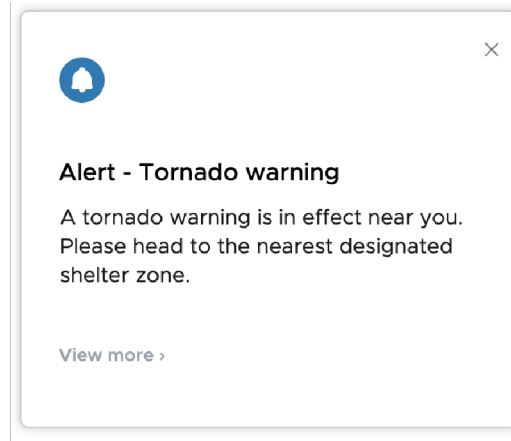 Alert - Tornado warning
A tornado warning is in effect near you.
Please head to the nearest designated
shelter zone.
View more ›